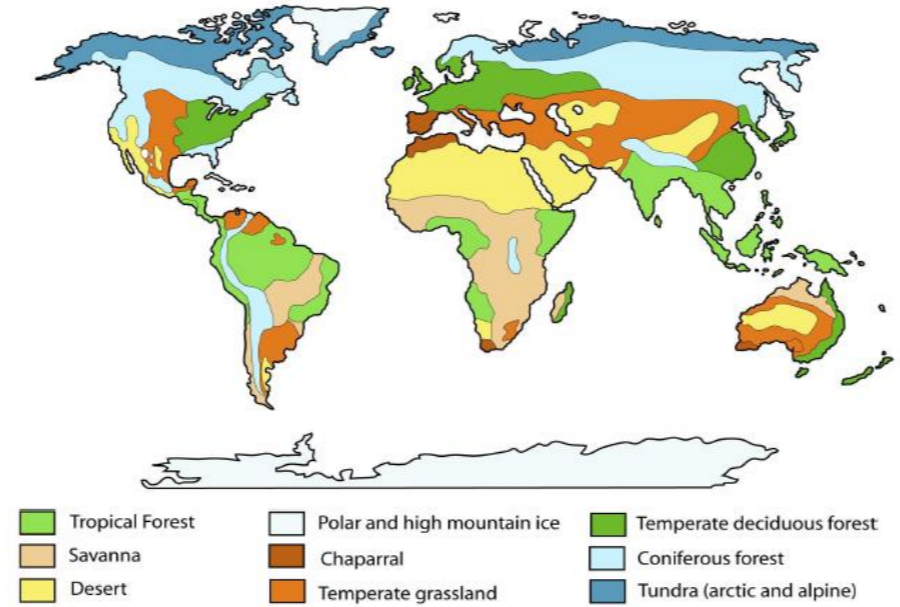 Tropical Forest
Polar and high mountain ice
Temperate deciduous forest
Savanna
Chaparral
Coniferous forest
Desert
Temperate grassland
Tundra (arctic and alpine)